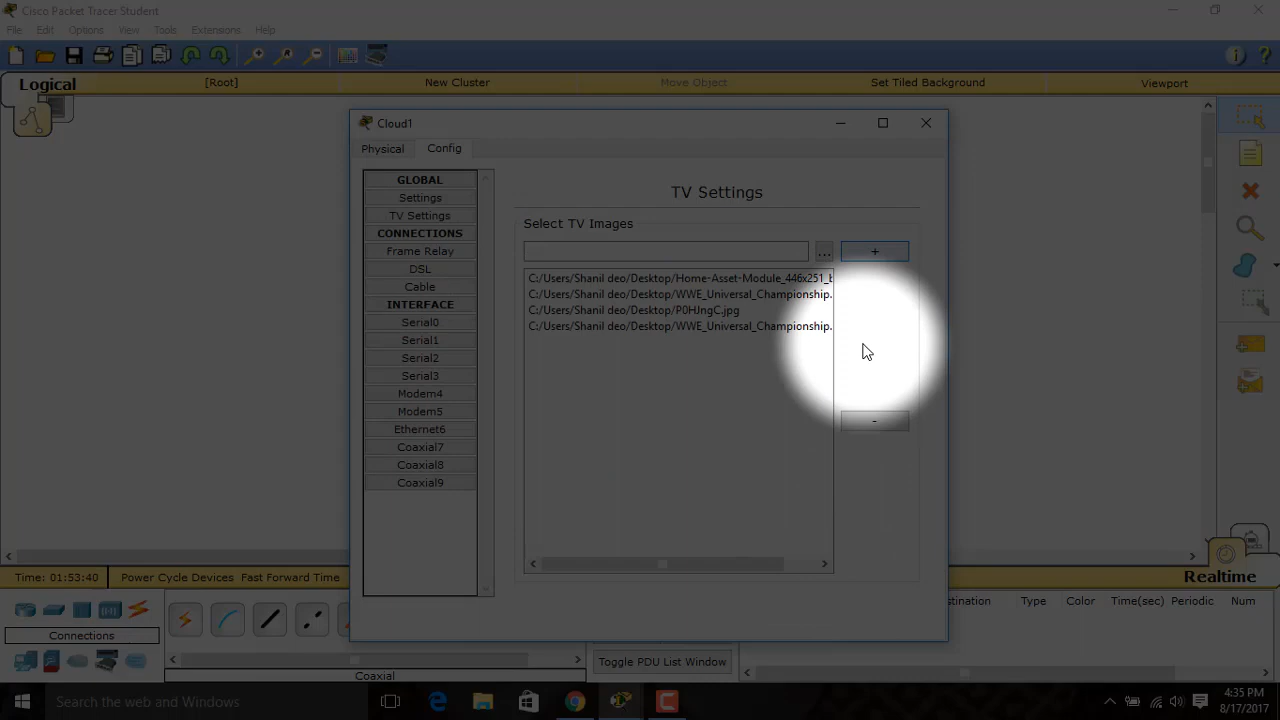 Cisco Packet Tracer Student
File Edit Options View Tools Extensions Help
Logical [Root] New Cluster Move Object Set Tiled Background Viewport
Cloud1
Physical Config
GLOBAL
Settings
TV Settings
CONNECTIONS
Frame Relay
DSL
Cable
INTERFACE
Serial0
Serial1
Serial2
Serial3
Modem4
Modem5
Ethernet6
Coaxial7
Coaxial8
Coaxial9
TV Settings
Select TV Images
... +
C:/Users/Shanil deo/Desktop/Home-Asset-Module_446x251_b
C:/Users/Shanil deo/Desktop/WWE_Universal_Championship.
C:/Users/Shanil deo/Desktop/P0HJngC.jpg
C:/Users/Shanil deo/Desktop/WWE_Universal_Championship.
-
Time: 01:53:40 Power Cycle Devices Fast Forward Time Realtime
Connections
Coaxial
Toggle PDU List Window
stination Type Color Time(sec) Periodic Num
Search the web and Windows
4:35 PM
8/17/2017